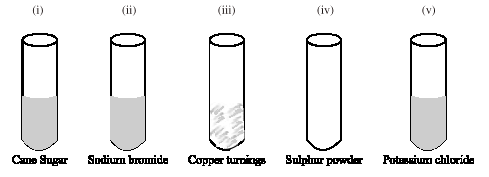 (i) (ii) (iii) (iv) (v)
Cane Sugar Sodium bromide Copper turnings Sulphur powder Potassium chloride